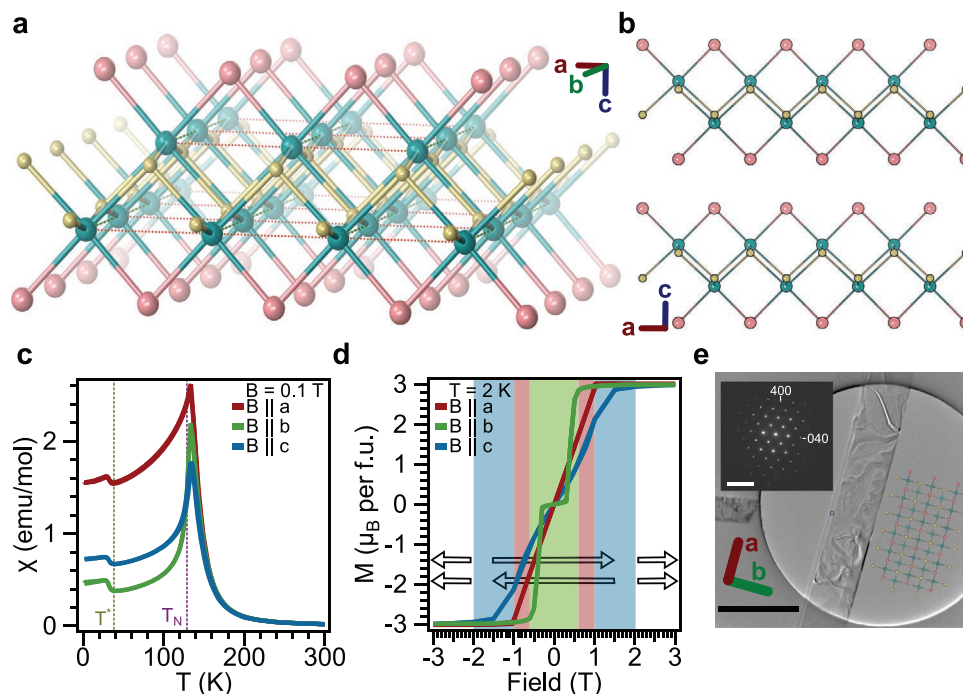 a
a
b
c
b
c
a
c
B = 0.1 T
B || a
B || b
B || c
T*
T_N
2
1
0
0
100
200
300
T (K)
χ (emu/mol)
d
T = 2 K
B || a
B || b
B || c
3
2
1
0
-1
-2
-3
-3
-2
-1
0
1
2
3
Field (T)
M (μ_B per f.u.)
e
400
-040
a
b